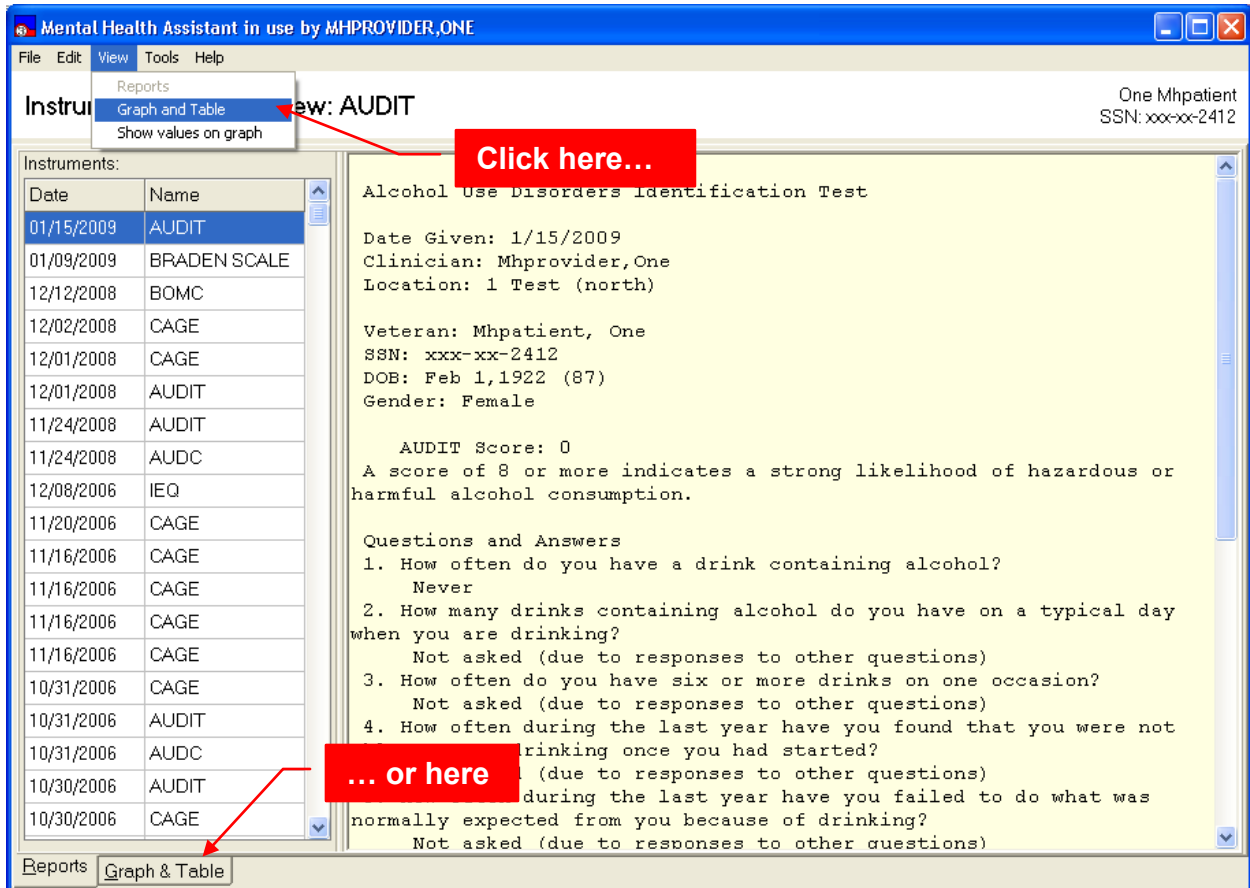 Mental Health Assistant in use by MHPROVIDER,ONE
File Edit View Tools Help
Reports
Graph and Table
Show values on graph
Instru ew: AUDIT
One Mhpatient
SSN: xxx-xx-2412
Click here…
Instruments:
Date Name
01/15/2009 AUDIT
01/09/2009 BRADEN SCALE
12/12/2008 BOMC
12/02/2008 CAGE
12/01/2008 CAGE
12/01/2008 AUDIT
11/24/2008 AUDIT
11/24/2008 AUDC
12/08/2006 IEQ
11/20/2006 CAGE
11/16/2006 CAGE
11/16/2006 CAGE
11/16/2006 CAGE
11/16/2006 CAGE
10/31/2006 CAGE
10/31/2006 AUDIT
10/31/2006 AUDC
10/30/2006 AUDIT
10/30/2006 CAGE
Alcohol Use Disorders Identification Test
Date Given: 1/15/2009
Clinician: Mhprovider,One
Location: 1 Test (north)
Veteran: Mhpatient, One
SSN: xxx-xx-2412
DOB: Feb 1,1922 (87)
Gender: Female
AUDIT Score: 0
A score of 8 or more indicates a strong likelihood of hazardous or
harmful alcohol consumption.
Questions and Answers
1. How often do you have a drink containing alcohol?
Never
2. How many drinks containing alcohol do you have on a typical day
when you are drinking?
Not asked (due to responses to other questions)
3. How often do you have six or more drinks on one occasion?
Not asked (due to responses to other questions)
4. How often during the last year have you found that you were not
drinking once you had started?
(due to responses to other questions)
during the last year have you failed to do what was
normally expected from you because of drinking?
Not asked (due to responses to other questions)
… or here
Reports Graph & Table